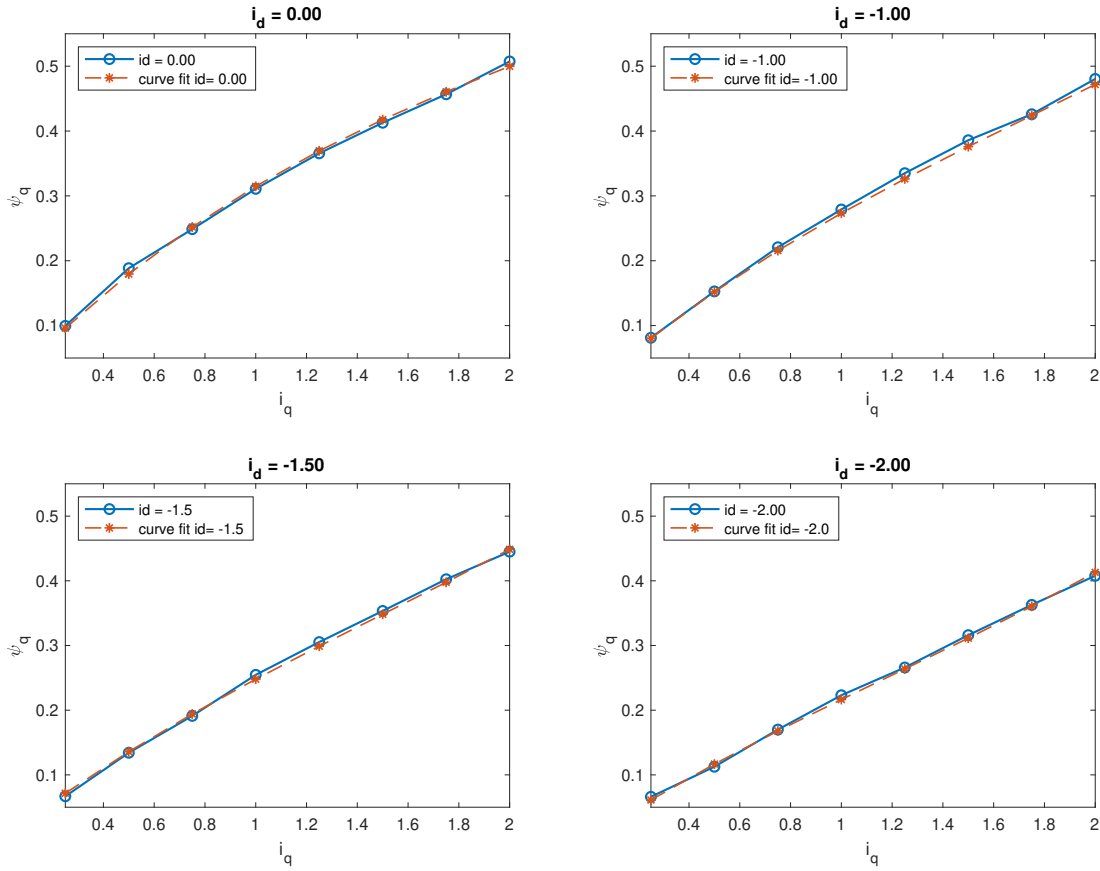 i_d = 0.00
id = 0.00
curve fit id= 0.00
0.5
0.4
0.3
0.2
0.1
ψ_q
0.4 0.6 0.8 1 1.2 1.4 1.6 1.8 2
i_q
i_d = -1.00
id = -1.00
curve fit id= -1.00
0.5
0.4
0.3
0.2
0.1
ψ_q
0.4 0.6 0.8 1 1.2 1.4 1.6 1.8 2
i_q
i_d = -1.50
id = -1.5
curve fit id= -1.5
0.5
0.4
0.3
0.2
0.1
ψ_q
0.4 0.6 0.8 1 1.2 1.4 1.6 1.8 2
i_q
i_d = -2.00
id = -2.00
curve fit id= -2.0
0.5
0.4
0.3
0.2
0.1
ψ_q
0.4 0.6 0.8 1 1.2 1.4 1.6 1.8 2
i_q